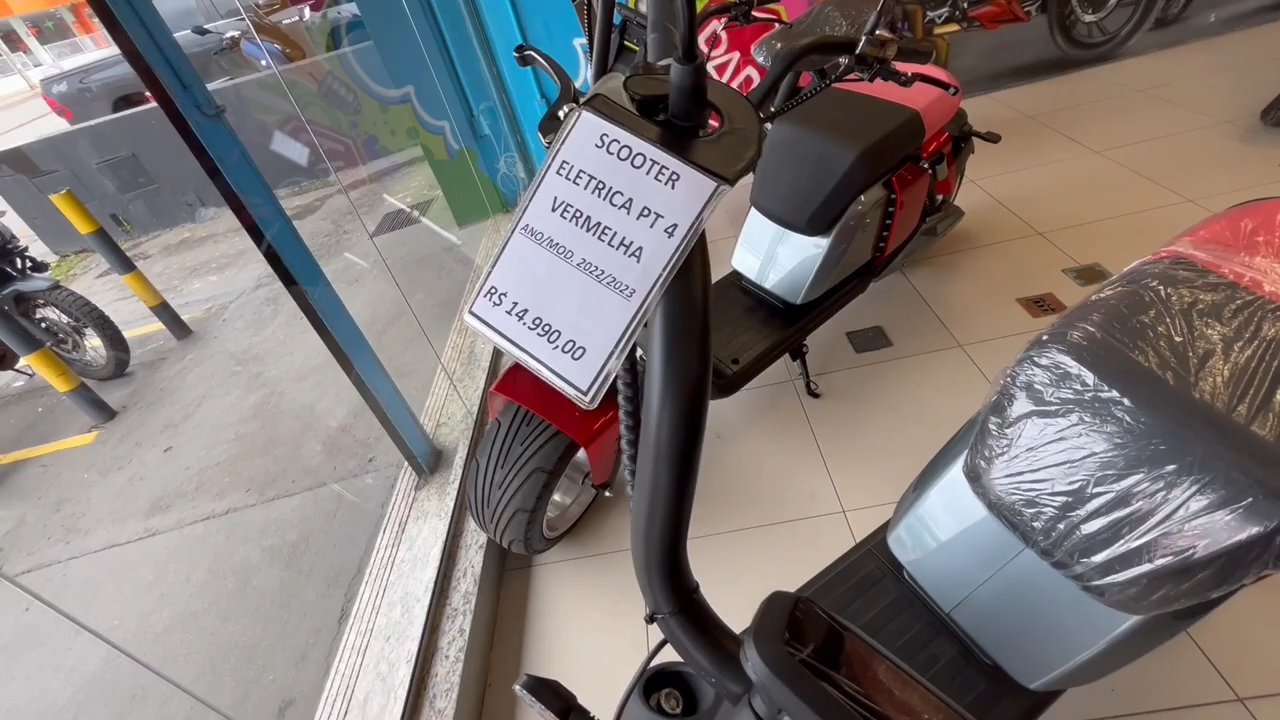 SCOOTER
ELETRICA PT 4
VERMELHA
ANO/MOD. 2022/2023
R$ 14.990,00